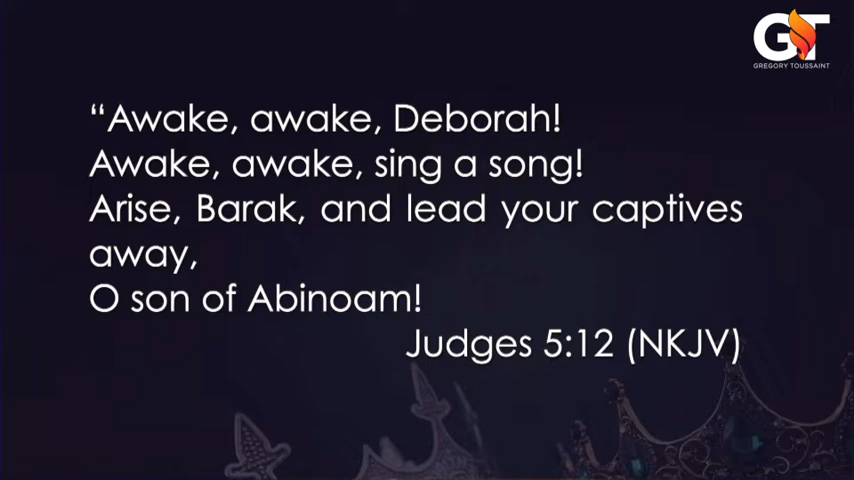 GT
GREGORY TOUSSAINT
“Awake, awake, Deborah!
Awake, awake, sing a song!
Arise, Barak, and lead your captives
away,
O son of Abinoam!
Judges 5:12 (NKJV)